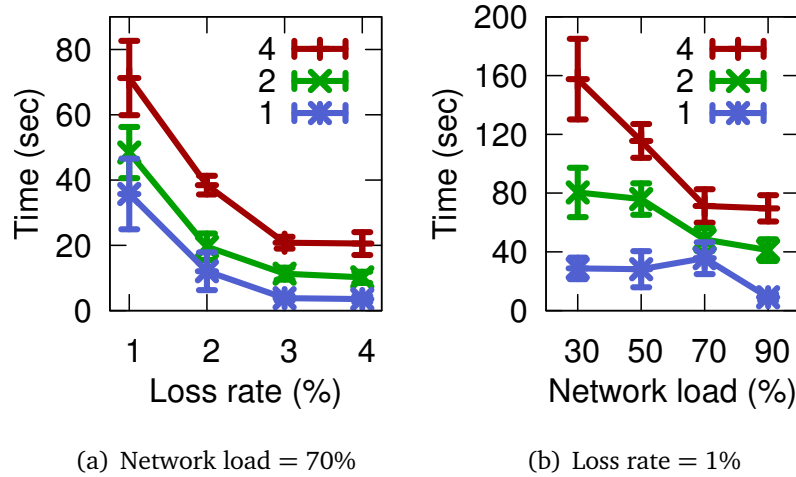 80
60
40
20
0
Time (sec)
4
2
1
1 2 3 4
Loss rate (%)
(a) Network load = 70%
200
160
120
80
40
0
Time (sec)
4
2
1
30 50 70 90
Network load (%)
(b) Loss rate = 1%